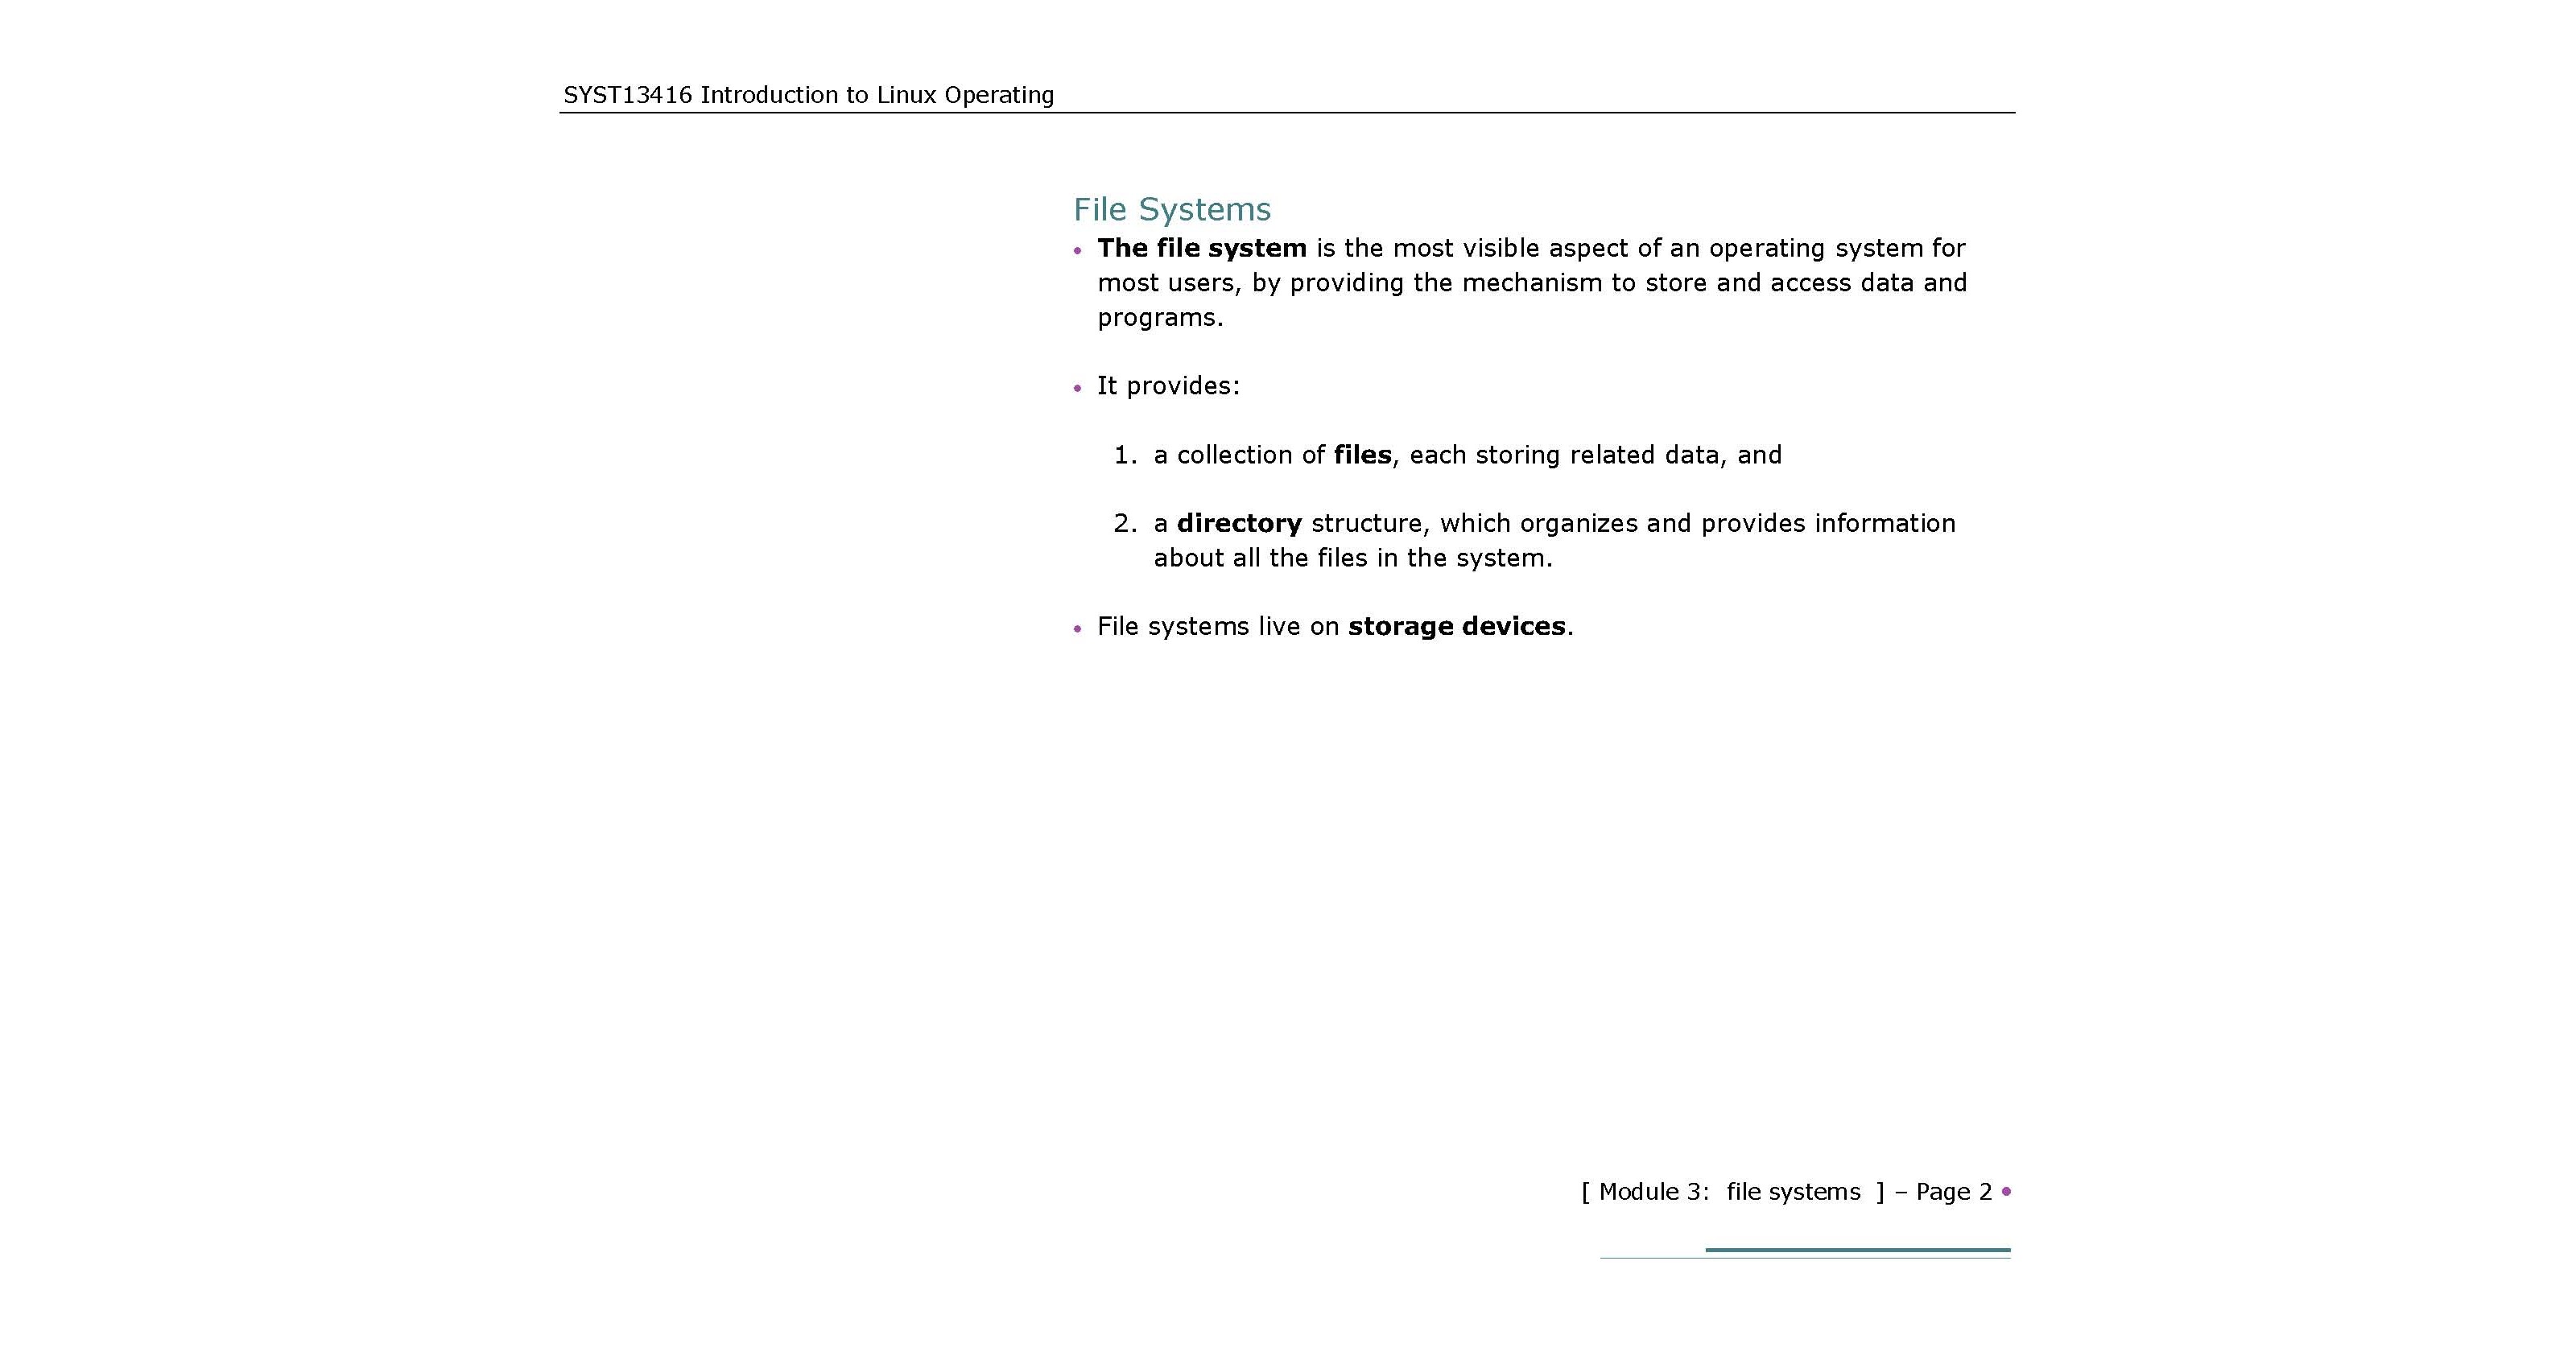 SYST13416 Introduction to Linux Operating
File Systems
• The file system is the most visible aspect of an operating system for
most users, by providing the mechanism to store and access data and
programs.
• It provides:
1. a collection of files, each storing related data, and
2. a directory structure, which organizes and provides information
about all the files in the system.
• File systems live on storage devices.
[ Module 3:  file systems  ] – Page 2 •